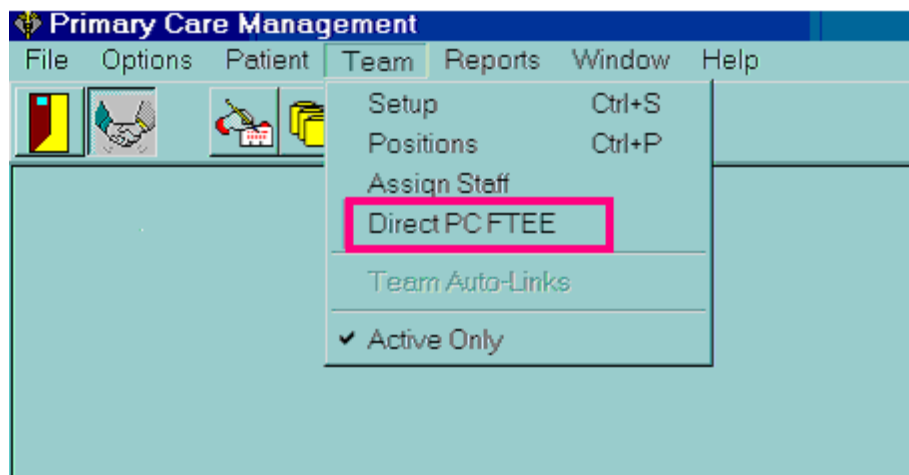 Primary Care Management
File Options Patient Team Reports Window Help
Setup Ctrl+S
Positions Ctrl+P
Assign Staff
Direct PC FTEE
Team Auto-Links
✔ Active Only